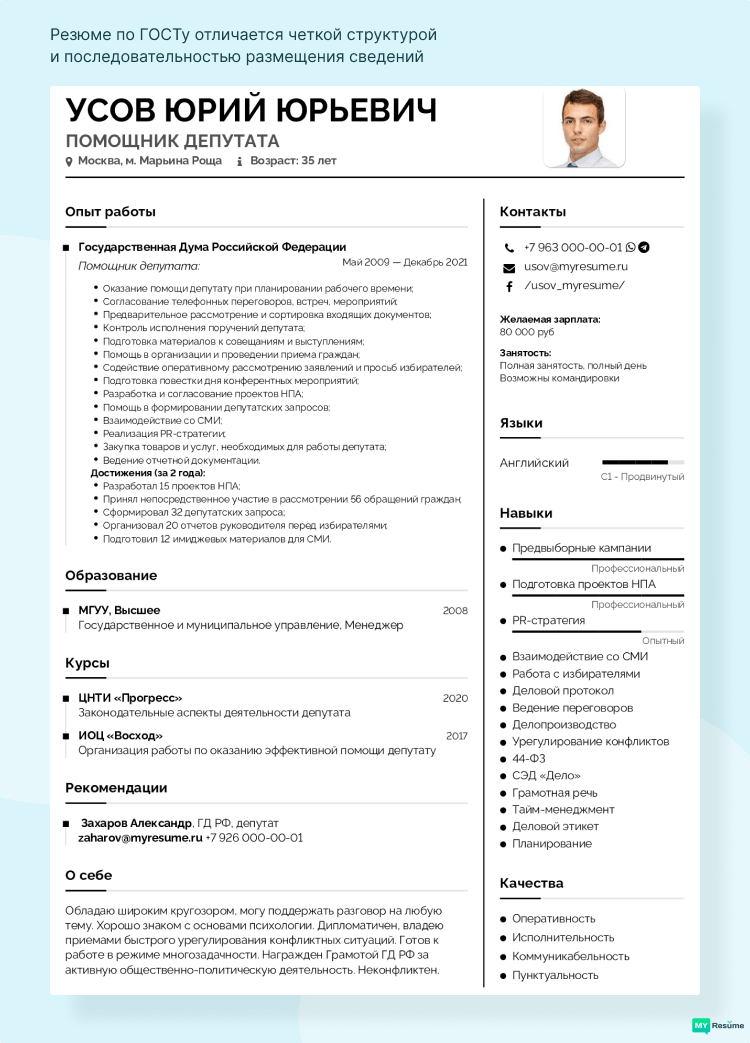 Резюме по ГОСТу отличается четкой структурой
и последовательностью размещения сведений
УСОВ ЮРИЙ ЮРЬЕВИЧ
ПОМОЩНИК ДЕПУТАТА
Москва, м. Марьина Роща Возраст: 35 лет
Опыт работы
Государственная Дума Российской Федерации
Помощник депутата: Май 2009 — Декабрь 2021
Оказание помощи депутату при планировании рабочего времени;
Согласование телефонных переговоров, встреч, мероприятий;
Предварительное рассмотрение и сортировка входящих документов;
Контроль исполнения поручений депутата;
Подготовка материалов к совещаниям и выступлениям;
Помощь в организации и проведении приема граждан;
Содействие оперативному рассмотрению заявлений и просьб избирателей;
Подготовка повестки дня конферентных мероприятий;
Разработка и согласование проектов НПА;
Помощь в формировании депутатских запросов;
Взаимодействие со СМИ;
Реализация PR-стратегии;
Закупка товаров и услуг, необходимых для работы депутата;
Ведение отчетной документации.
Достижения (за 2 года):
Разработал 15 проектов НПА;
Принял непосредственное участие в рассмотрении 56 обращений граждан;
Сформировал 32 депутатских запроса;
Организовал 20 отчетов руководителя перед избирателями;
Подготовил 12 имиджевых материалов для СМИ.
Образование
МГУУ, Высшее 2008
Государственное и муниципальное управление, Менеджер
Курсы
ЦНТИ «Прогресс» 2020
Законодательные аспекты деятельности депутата
ИОЦ «Восход» 2017
Организация работы по оказанию эффективной помощи депутату
Рекомендации
Захаров Александр, ГД РФ, депутат
zaharov@myresume.ru +7 926 000-00-01
О себе
Обладаю широким кругозором, могу поддержать разговор на любую
тему. Хорошо знаком с основами психологии. Дипломатичен, владею
приемами быстрого урегулирования конфликтных ситуаций. Готов к
работе в режиме многозадачности. Награжден Грамотой ГД РФ за
активную общественно-политическую деятельность. Неконфликтен.
Контакты
+7 963 000-00-01
usov@myresume.ru
/usov_myresume/
Желаемая зарплата:
80 000 руб
Занятость:
Полная занятость, полный день
Возможны командировки
Языки
Английский
C1 - Продвинутый
Навыки
Предвыборные кампании
Профессиональный
Подготовка проектов НПА
Профессиональный
PR-стратегия
Опытный
Взаимодействие со СМИ
Работа с избирателями
Деловой протокол
Ведение переговоров
Делопроизводство
Урегулирование конфликтов
44-ФЗ
СЭД «Дело»
Грамотная речь
Тайм-менеджмент
Деловой этикет
Планирование
Качества
Оперативность
Исполнительность
Коммуникабельность
Пунктуальность
MY Resume